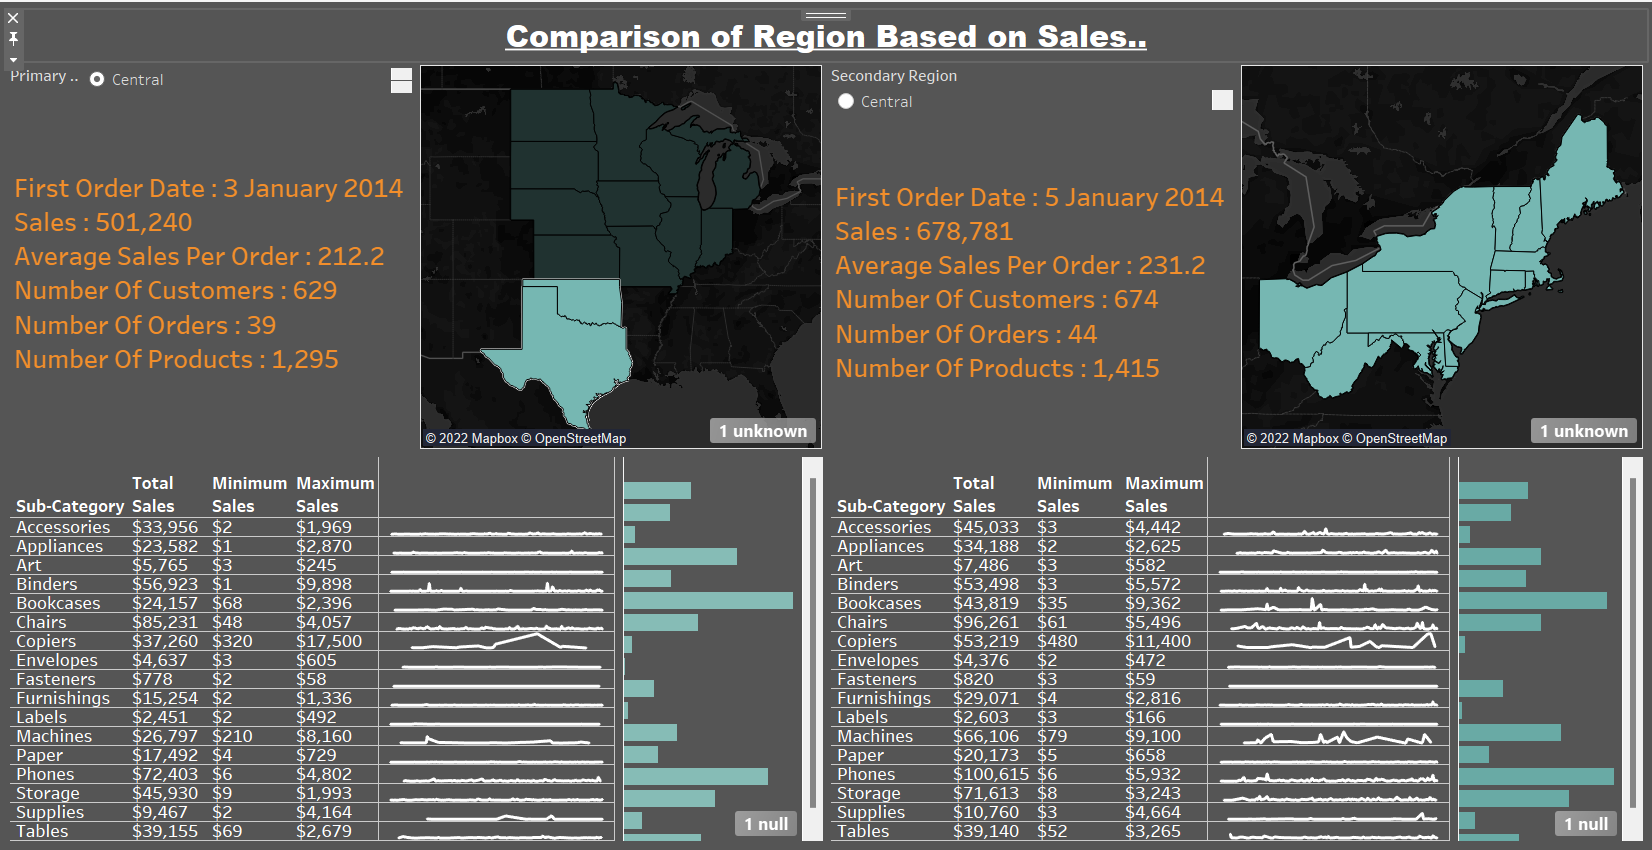 Comparison of Region Based on Sales..
Primary ..
Central
First Order Date : 3 January 2014
Sales : 501,240
Average Sales Per Order : 212.2
Number Of Customers : 629
Number Of Orders : 39
Number Of Products : 1,295
1 unknown
© 2022 Mapbox © OpenStreetMap
Secondary Region
Central
First Order Date : 5 January 2014
Sales : 678,781
Average Sales Per Order : 231.2
Number Of Customers : 674
Number Of Orders : 44
Number Of Products : 1,415
1 unknown
© 2022 Mapbox © OpenStreetMap
Total Minimum Maximum
Sub-Category Sales Sales Sales
Accessories $33,956 $2 $1,969
Appliances $23,582 $1 $2,870
Art $5,765 $3 $245
Binders $56,923 $1 $9,898
Bookcases $24,157 $68 $2,396
Chairs $85,231 $48 $4,057
Copiers $37,260 $320 $17,500
Envelopes $4,637 $3 $605
Fasteners $778 $2 $58
Furnishings $15,254 $2 $1,336
Labels $2,451 $2 $492
Machines $26,797 $210 $8,160
Paper $17,492 $4 $729
Phones $72,403 $6 $4,802
Storage $45,930 $9 $1,993
Supplies $9,467 $2 $4,164
Tables $39,155 $69 $2,679
1 null
Total Minimum Maximum
Sub-Category Sales Sales Sales
Accessories $45,033 $3 $4,442
Appliances $34,188 $2 $2,625
Art $7,486 $3 $582
Binders $53,498 $3 $5,572
Bookcases $43,819 $35 $9,362
Chairs $96,261 $61 $5,496
Copiers $53,219 $480 $11,400
Envelopes $4,376 $2 $472
Fasteners $820 $3 $59
Furnishings $29,071 $4 $2,816
Labels $2,603 $3 $166
Machines $66,106 $79 $9,100
Paper $20,173 $5 $658
Phones $100,615 $6 $5,932
Storage $71,613 $8 $3,243
Supplies $10,760 $3 $4,664
Tables $39,140 $52 $3,265
1 null